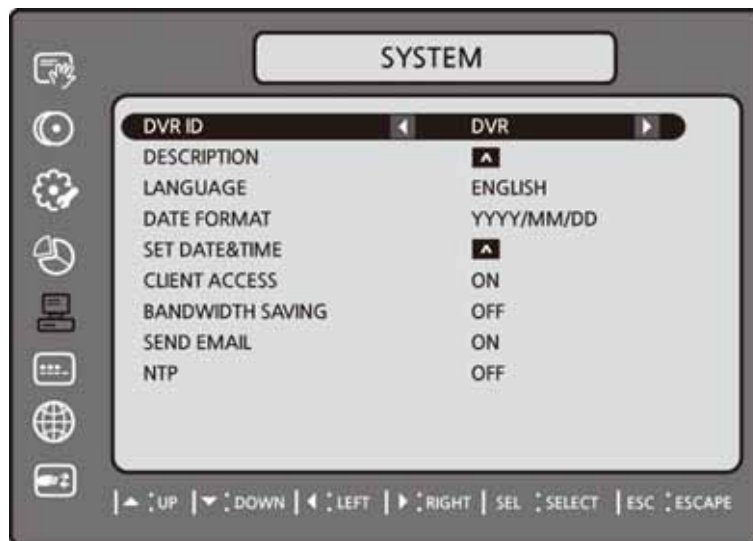 SYSTEM
DVR ID DVR
DESCRIPTION
LANGUAGE ENGLISH
DATE FORMAT YYYY/MM/DD
SET DATE&TIME
CLIENT ACCESS ON
BANDWIDTH SAVING OFF
SEND EMAIL ON
NTP OFF
▲ : UP | ▼ : DOWN | ◀ : LEFT | ▶ : RIGHT | SEL : SELECT | ESC : ESCAPE